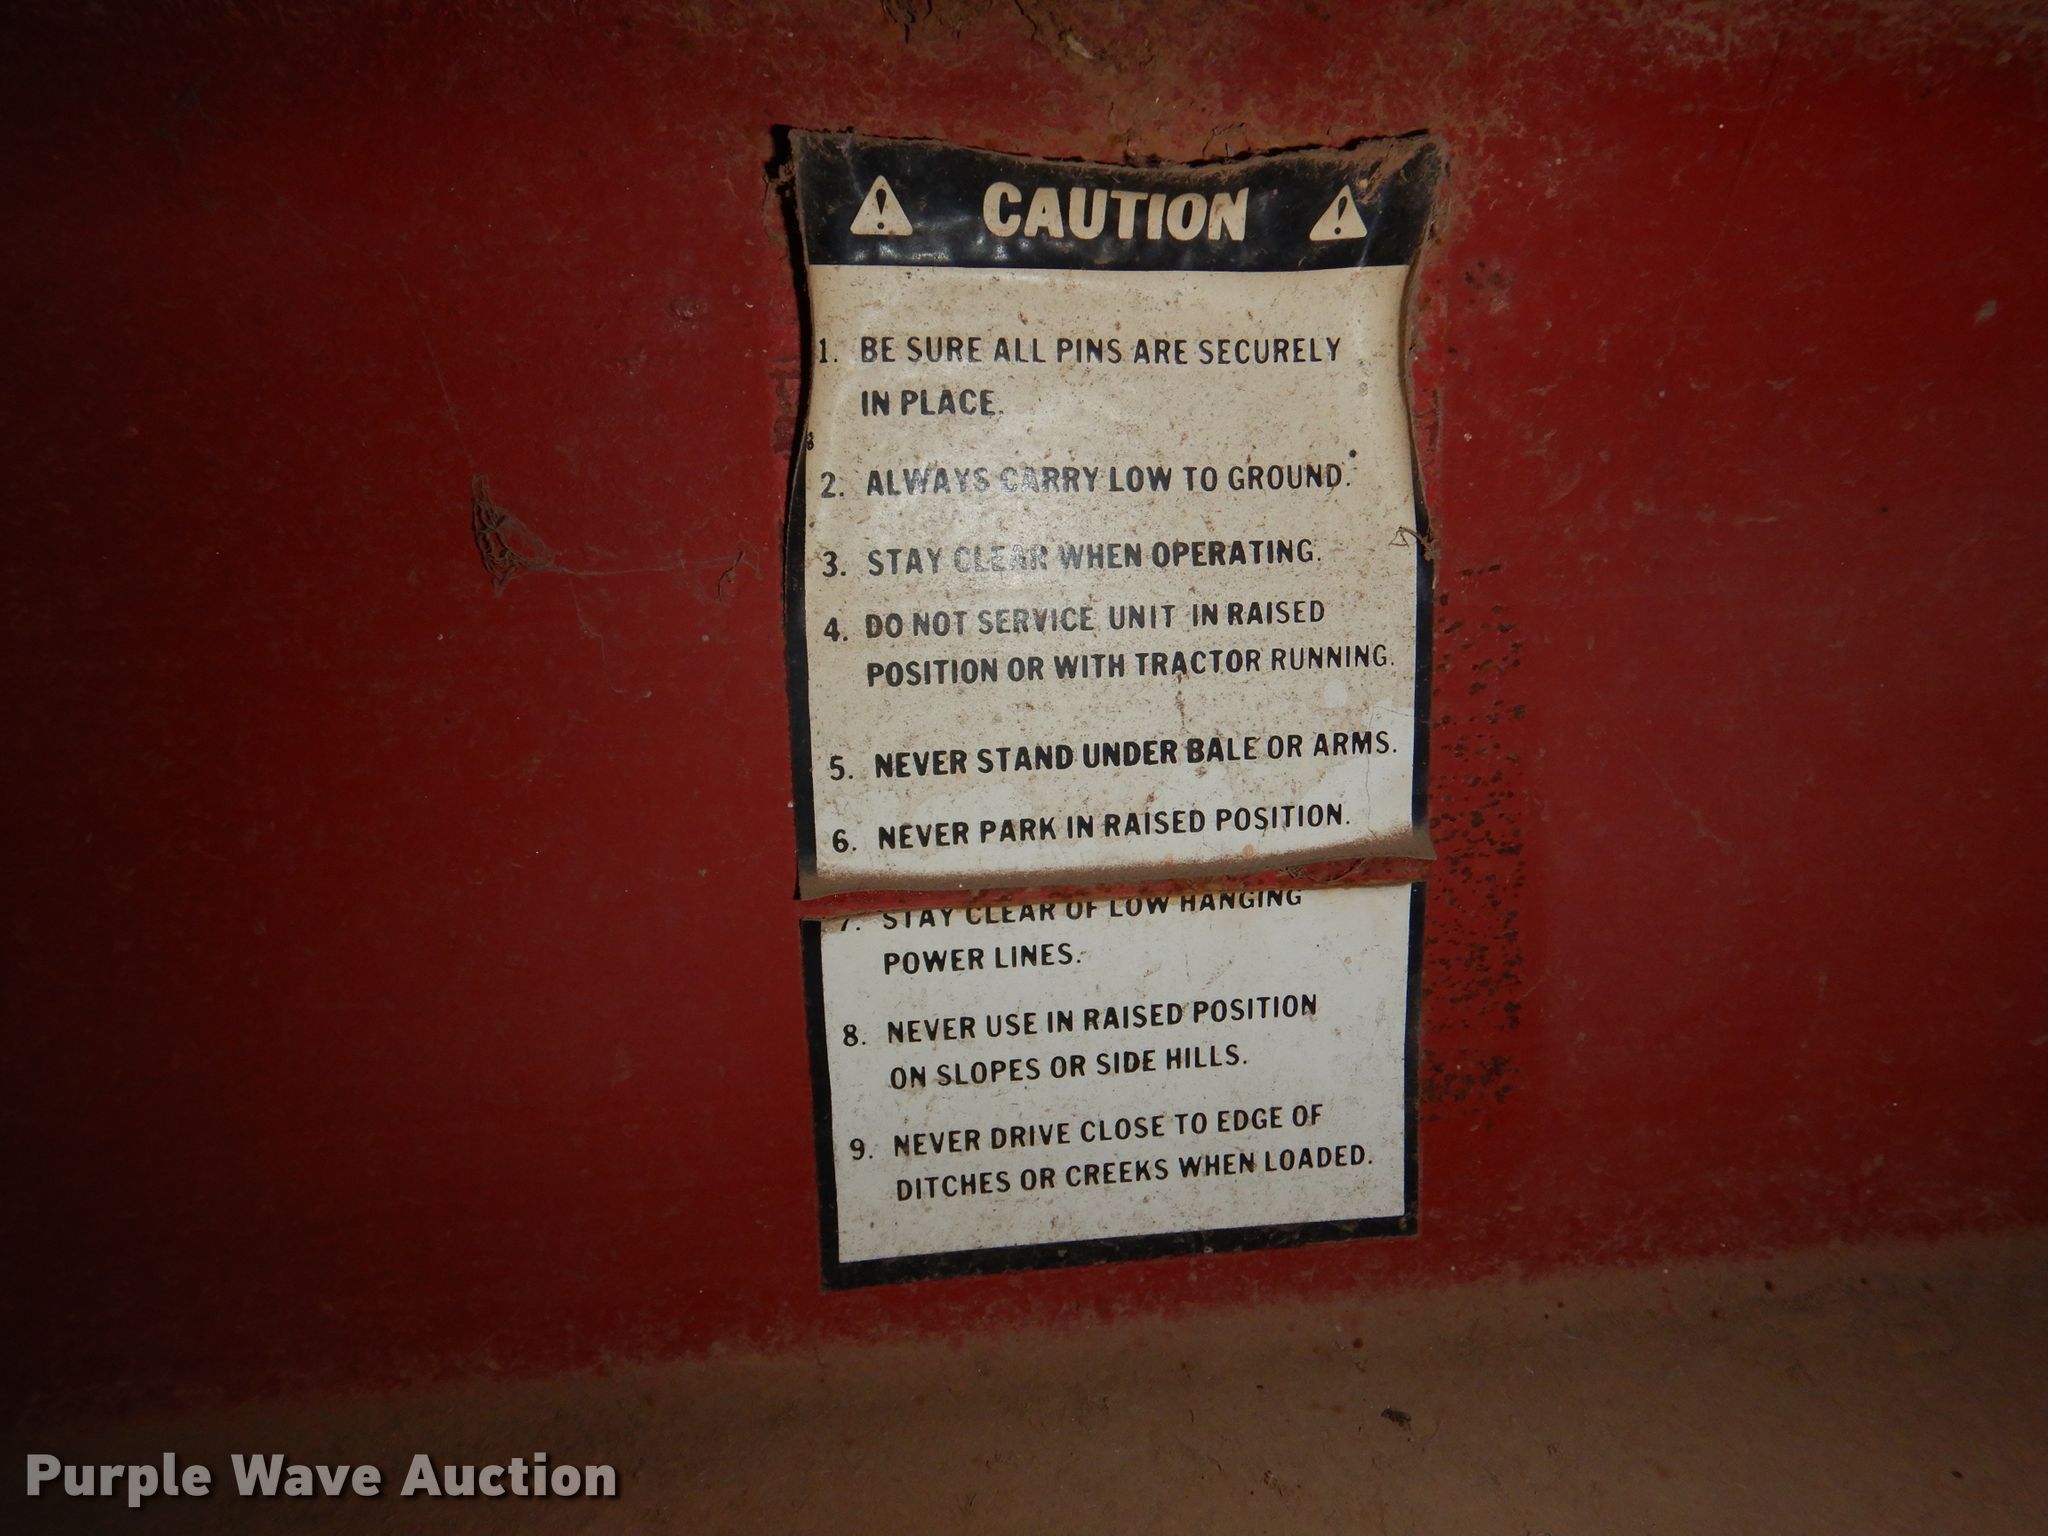 CAUTION
1. BE SURE ALL PINS ARE SECURELY
IN PLACE.
2. ALWAYS CARRY LOW TO GROUND.
3. STAY CLEAR WHEN OPERATING.
4. DO NOT SERVICE UNIT IN RAISED
POSITION OR WITH TRACTOR RUNNING.
5. NEVER STAND UNDER BALE OR ARMS.
6. NEVER PARK IN RAISED POSITION.
7. STAY CLEAR OF LOW HANGING
POWER LINES.
8. NEVER USE IN RAISED POSITION
ON SLOPES OR SIDE HILLS.
9. NEVER DRIVE CLOSE TO EDGE OF
DITCHES OR CREEKS WHEN LOADED.
Purple Wave Auction